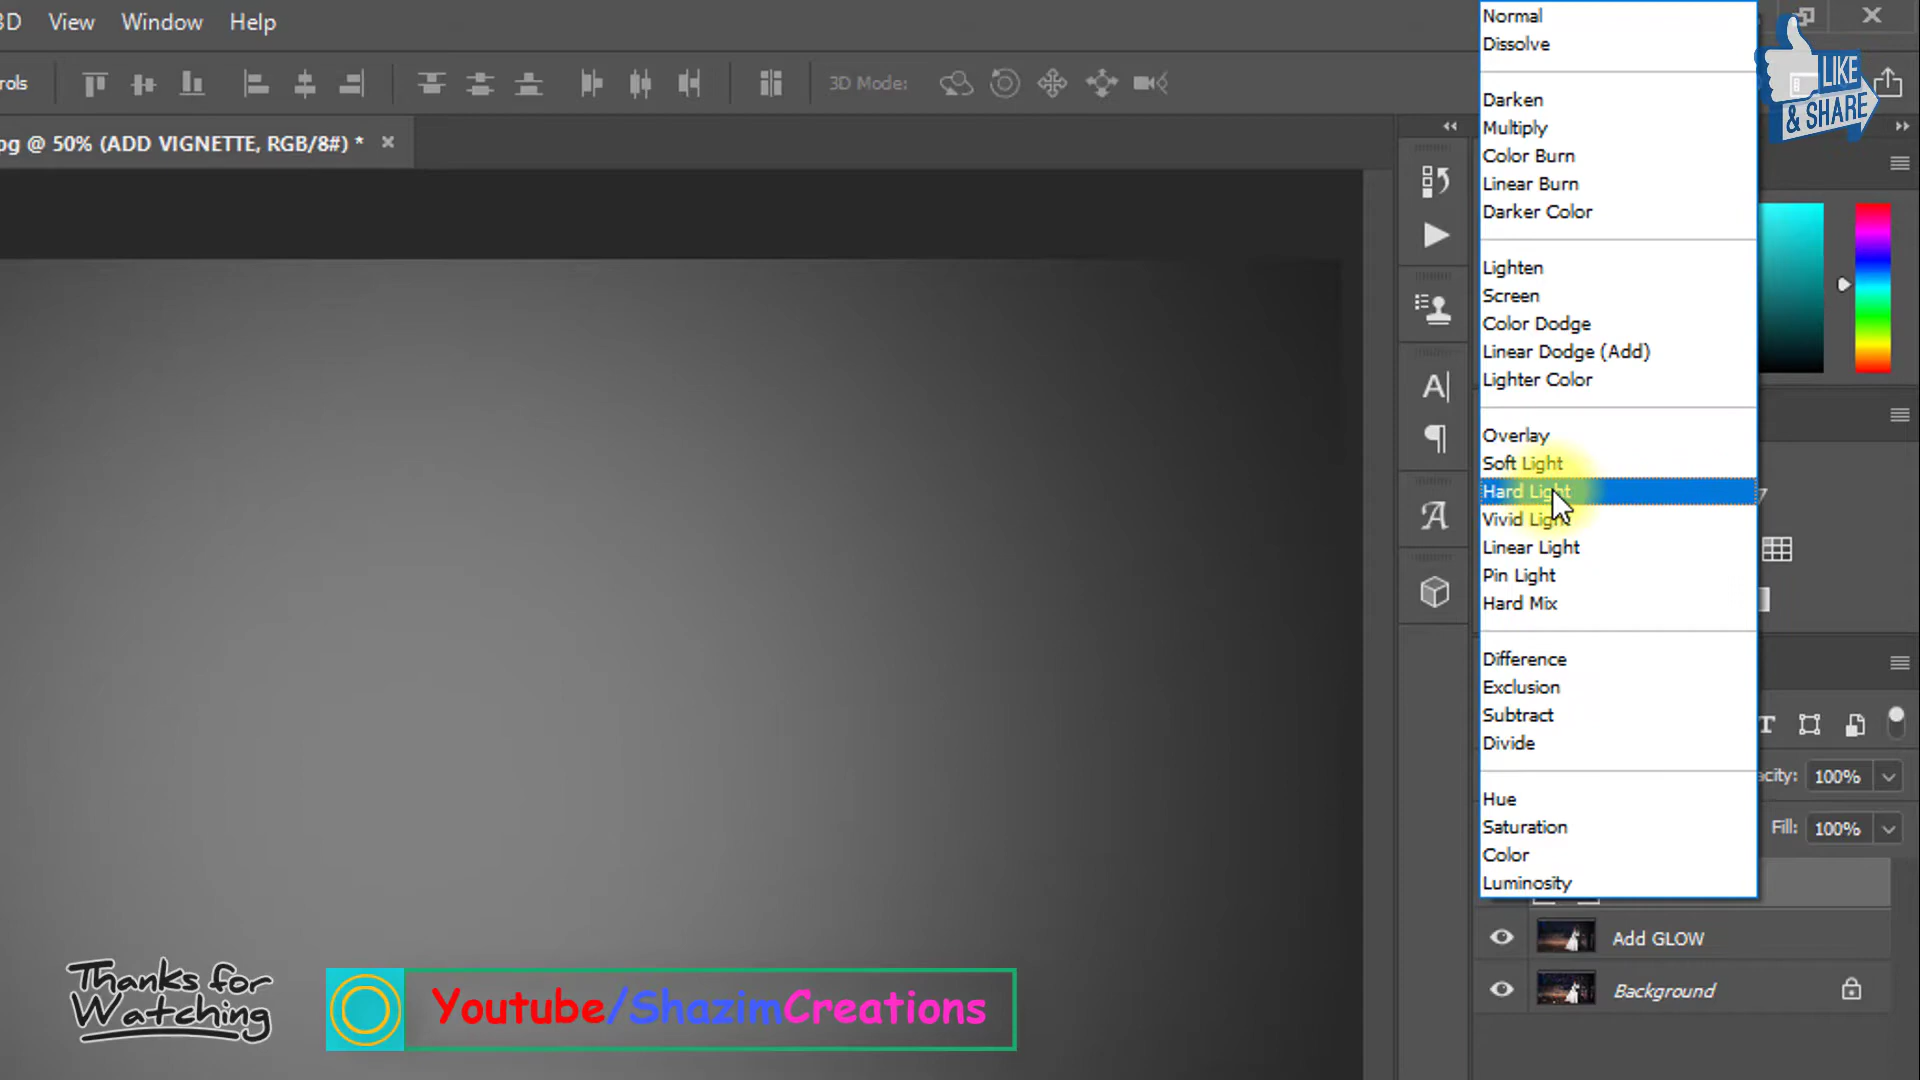 3D View Window Help
rols 3D Mode:
pg @ 50% (ADD VIGNETTE, RGB/8#) * ×
Normal
Dissolve
Darken
Multiply
Color Burn
Linear Burn
Darker Color
Lighten
Screen
Color Dodge
Linear Dodge (Add)
Lighter Color
Overlay
Soft Light
Hard Light
Vivid Light
Linear Light
Pin Light
Hard Mix
Difference
Exclusion
Subtract
Divide
Hue
Saturation
Color
Luminosity
LIKE
& SHARE
acity: 100%
Fill: 100%
Add GLOW
Background
Thanks for
Watching
Youtube/ShazimCreations